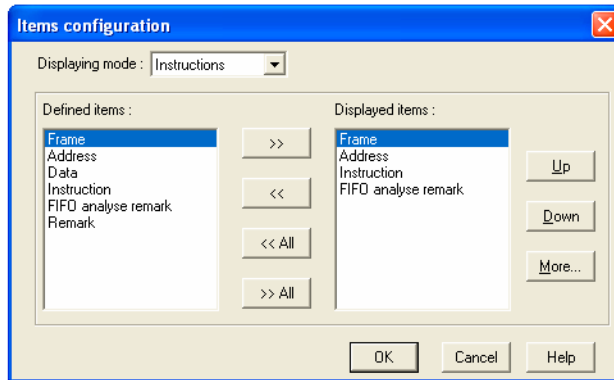 Items configuration
Displaying mode : Instructions
Defined items :
Frame
Address
Data
Instruction
FIFO analyse remark
Remark
>>
<<
<< All
>> All
Displayed items :
Frame
Address
Instruction
FIFO analyse remark
Up
Down
More...
OK
Cancel
Help